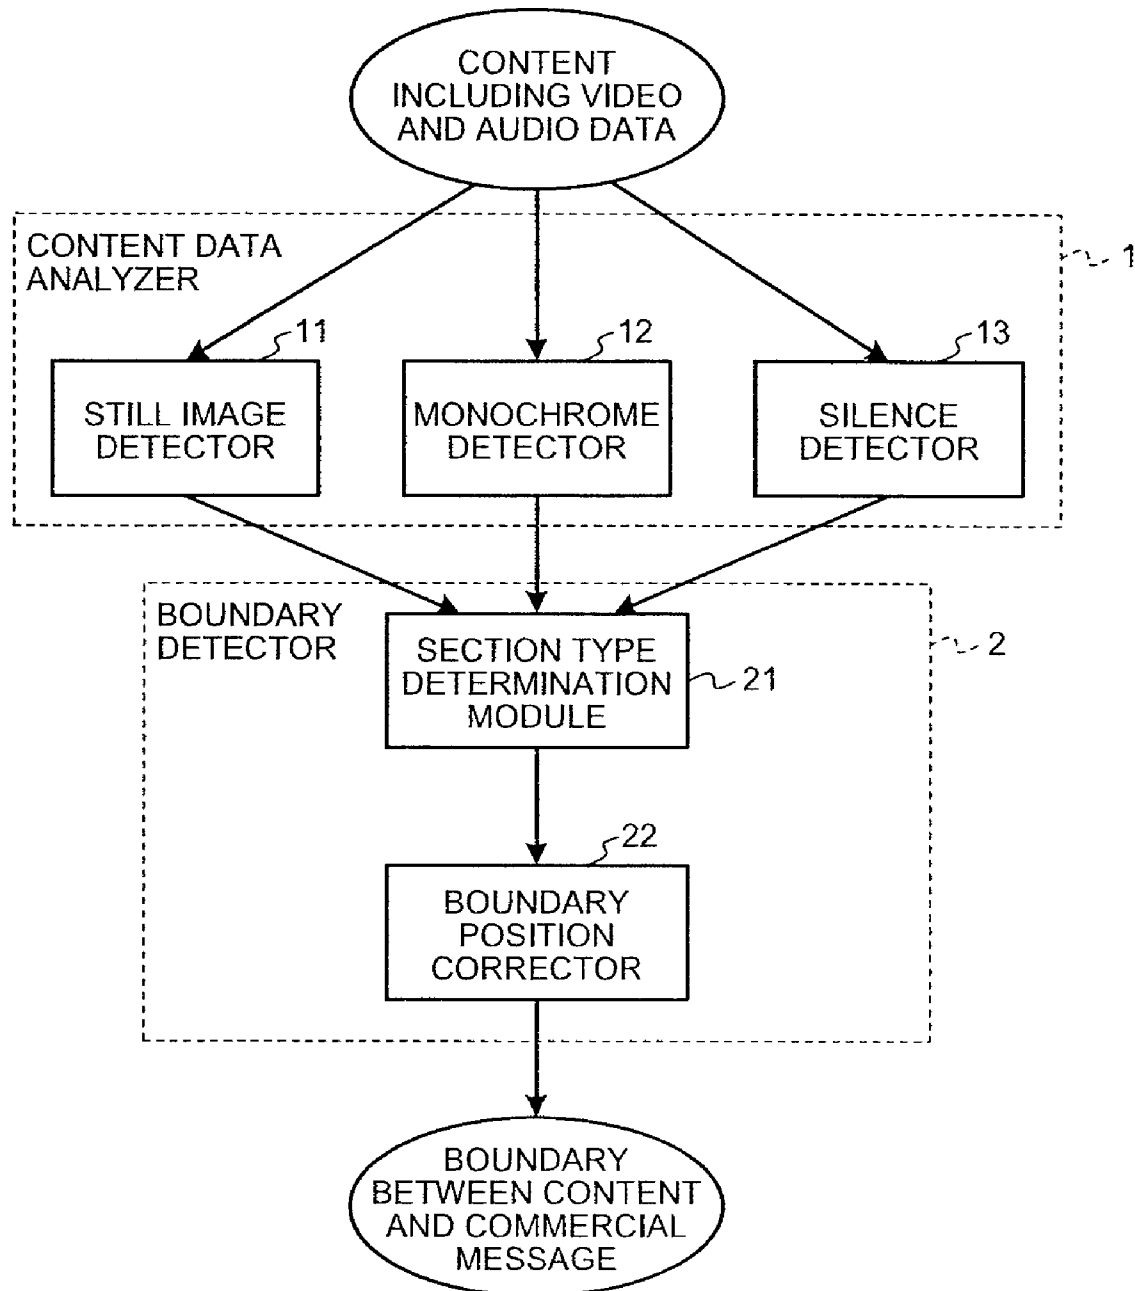 CONTENT
INCLUDING VIDEO
AND AUDIO DATA
CONTENT DATA
ANALYZER
1
11
12
13
STILL IMAGE
DETECTOR
MONOCHROME
DETECTOR
SILENCE
DETECTOR
BOUNDARY
DETECTOR
2
SECTION TYPE
DETERMINATION
MODULE
21
22
BOUNDARY
POSITION
CORRECTOR
BOUNDARY
BETWEEN CONTENT
AND COMMERCIAL
MESSAGE